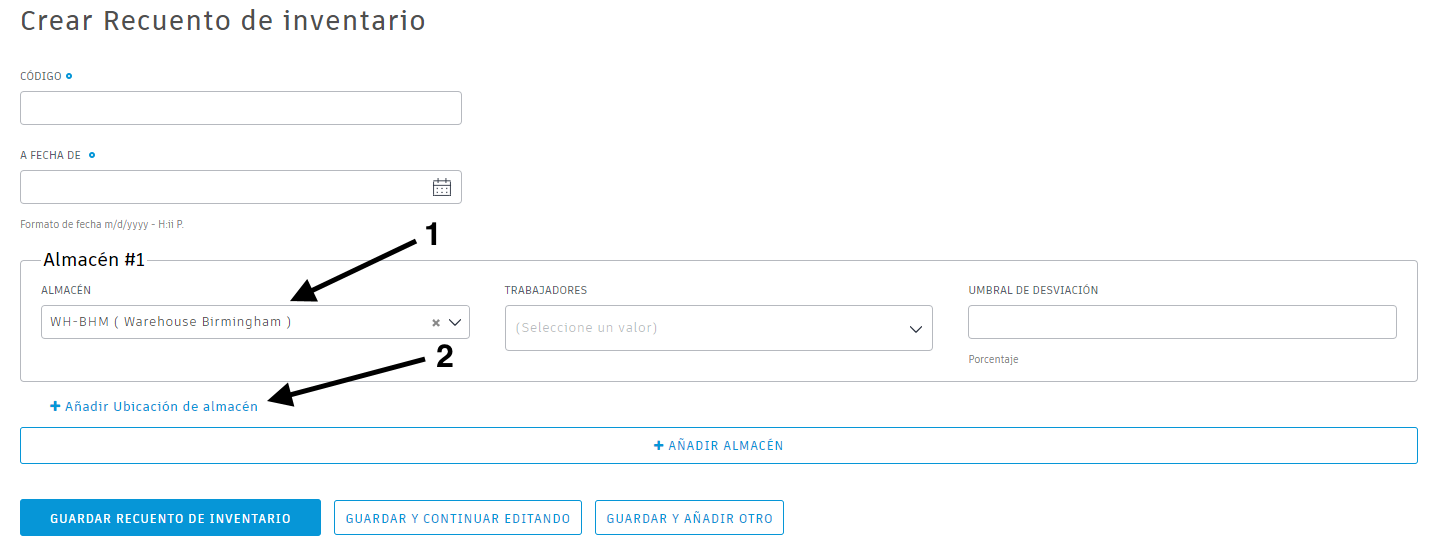 Crear Recuento de inventario
CÓDIGO
A FECHA DE
Formato de fecha m/d/yyyy - H:ii P.
1
Almacén #1
ALMACÉN TRABAJADORES UMBRAL DE DESVIACIÓN
WH-BHM ( Warehouse Birmingham ) × (Seleccione un valor)
2
Porcentaje
+ Añadir Ubicación de almacén
+ AÑADIR ALMACÉN
GUARDAR RECUENTO DE INVENTARIO GUARDAR Y CONTINUAR EDITANDO GUARDAR Y AÑADIR OTRO